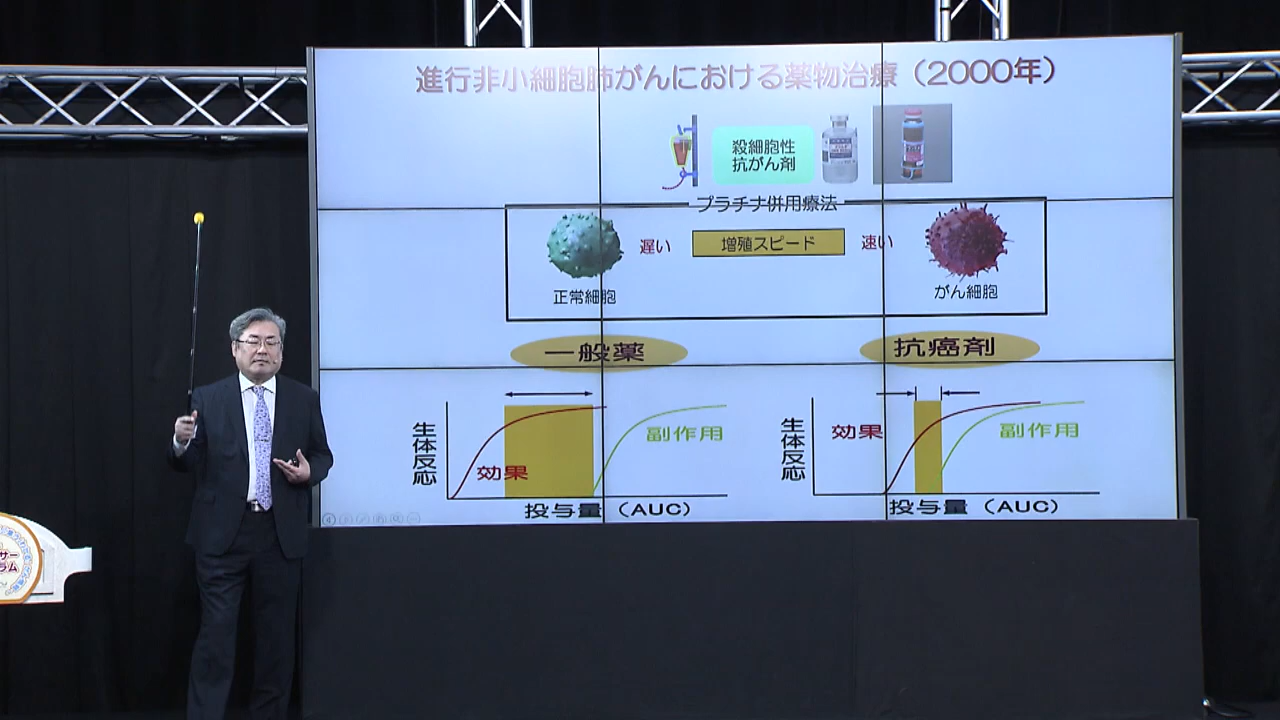 進行非小細胞肺がんにおける薬物治療（2000年）
殺細胞性
抗がん剤
プラチナ併用療法
遅い
増殖スピード
速い
正常細胞
がん細胞
一般薬
抗癌剤
生体反応
効果
副作用
投与量（AUC）
生体反応
効果
副作用
投与量（AUC）
サー
ラム